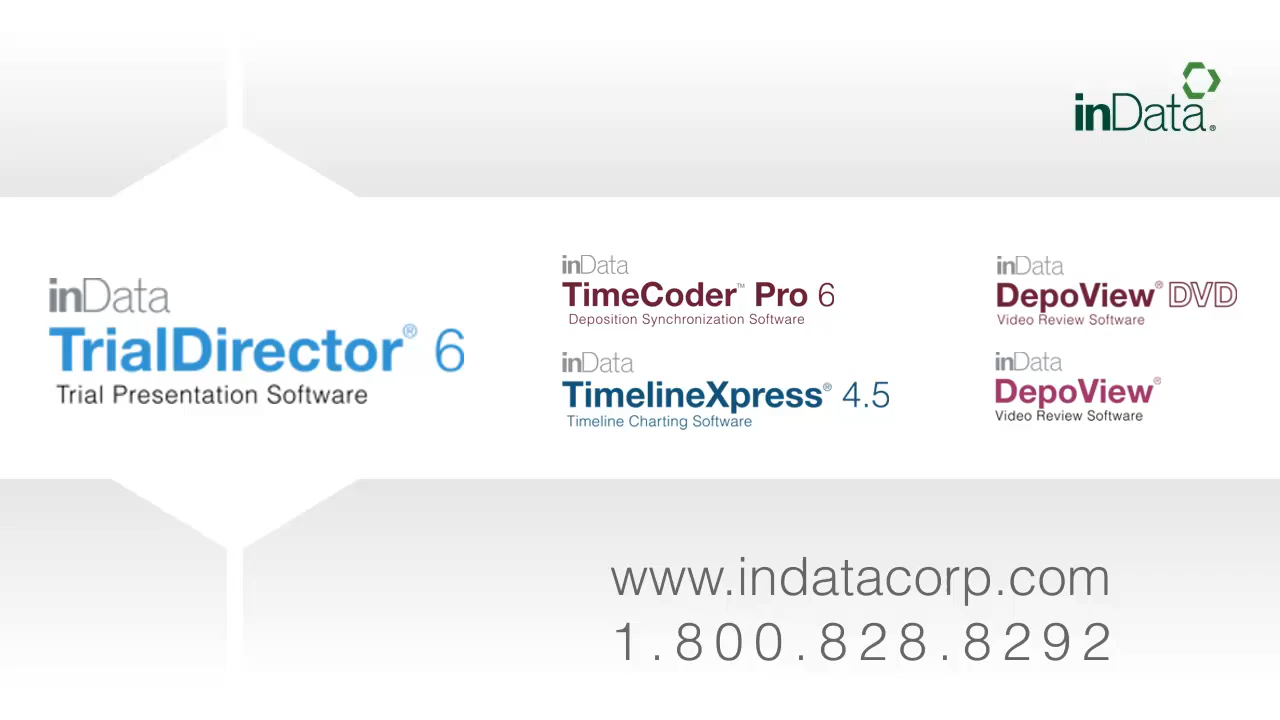 inData®
inData
TrialDirector® 6
Trial Presentation Software
inData
TimeCoder™ Pro 6
Deposition Synchronization Software
inData
TimelineXpress® 4.5
Timeline Charting Software
inData
DepoView® DVD
Video Review Software
inData
DepoView®
Video Review Software
www.indatacorp.com
1.800.828.8292